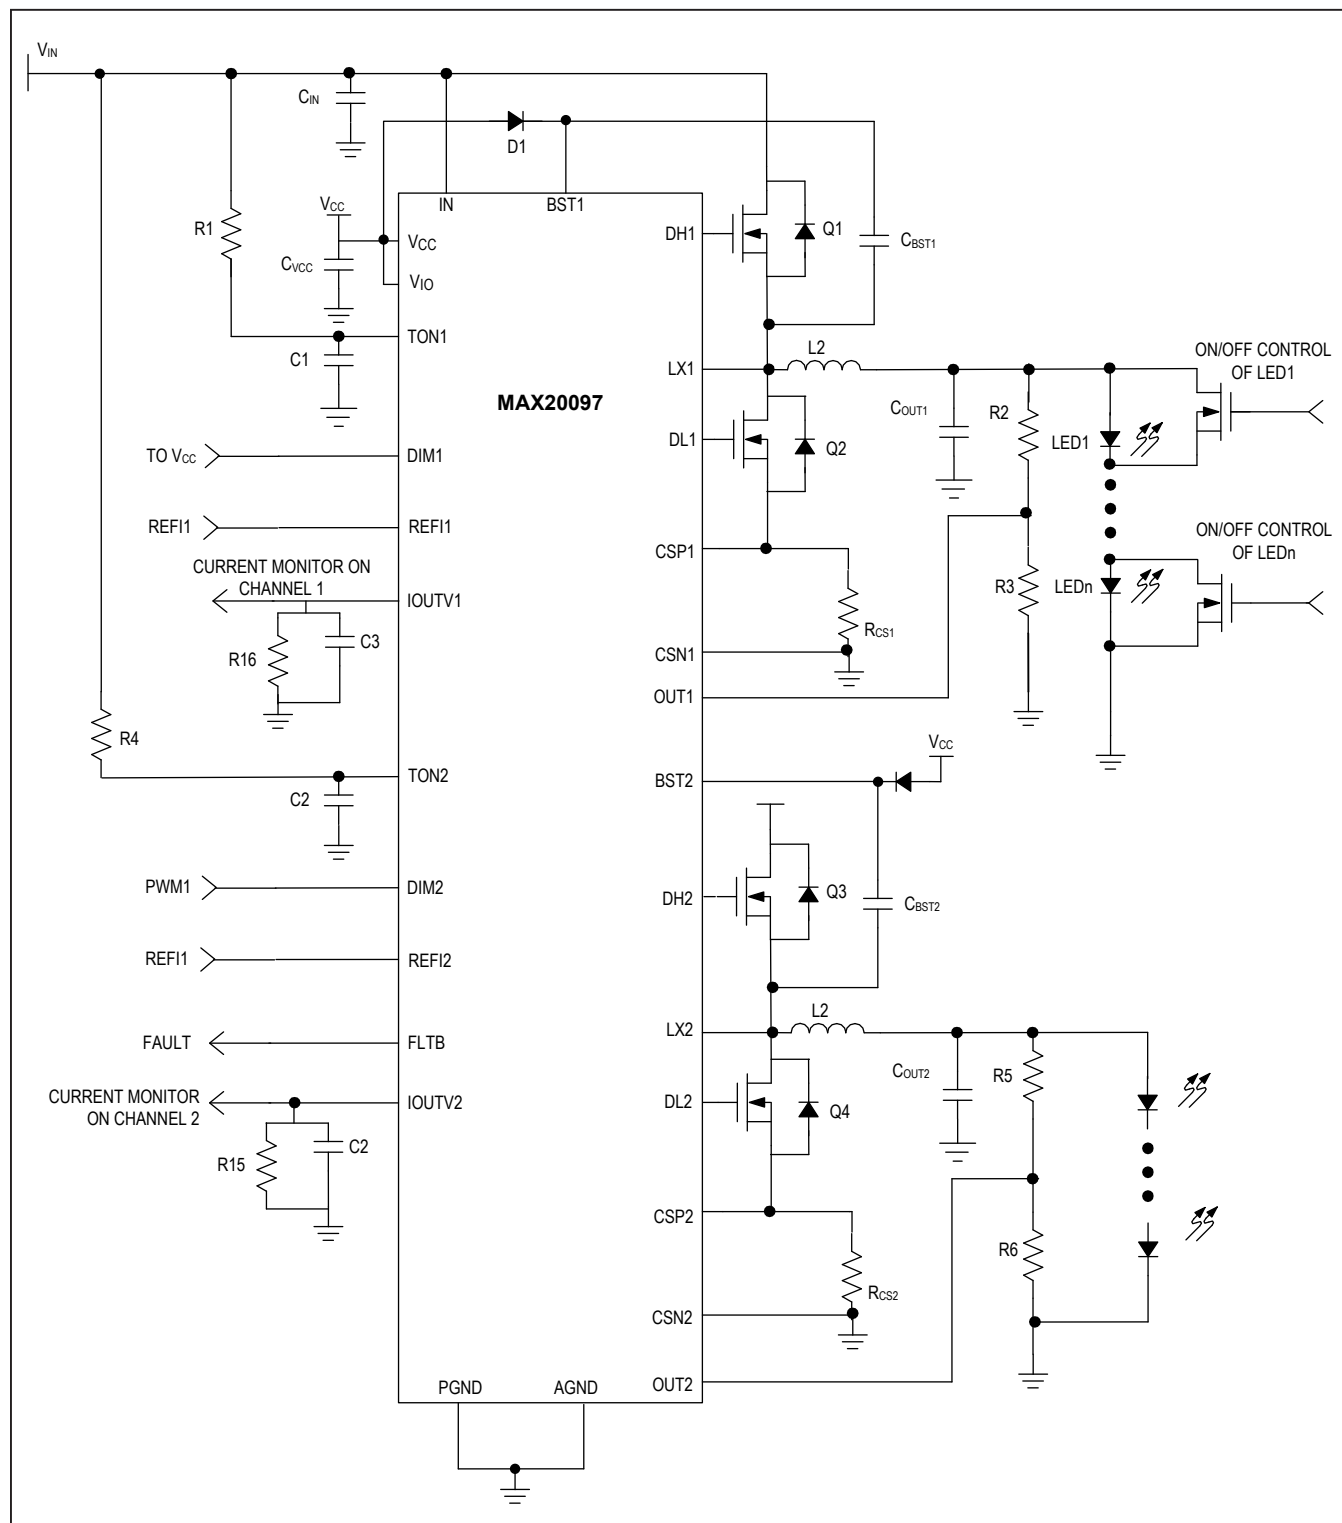 VIN
CIN
D1
IN
BST1
R1
VCC
VCC
CVCC
VIO
DH1
Q1
CBST1
TON1
C1
LX1
L2
ON/OFF CONTROL
OF LED1
MAX20097
COUT1
R2
LED1
DL1
Q2
TO VCC
DIM1
REFI1
REFI1
CSP1
ON/OFF CONTROL
OF LEDn
CURRENT MONITOR ON
CHANNEL 1
IOUTV1
R3
LEDn
RCS1
R16
C3
CSN1
OUT1
R4
VCC
TON2
BST2
C2
PWM1
DIM2
DH2
Q3
CBST2
REFI1
REFI2
L2
LX2
FAULT
FLTB
COUT2
R5
CURRENT MONITOR
ON CHANNEL 2
IOUTV2
DL2
Q4
R15
C2
CSP2
R6
RCS2
CSN2
OUT2
PGND
AGND